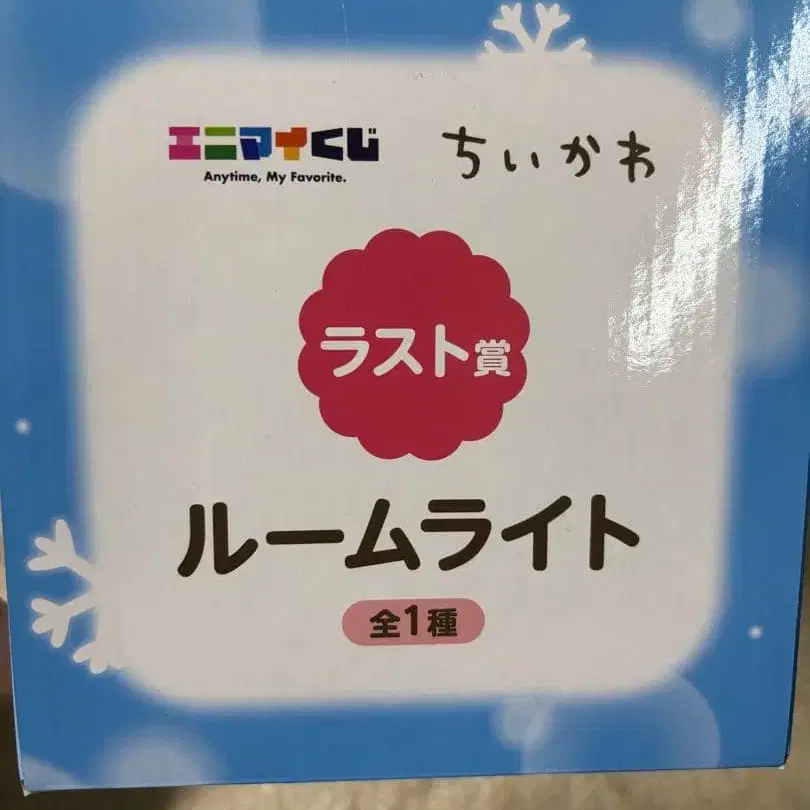 エニマイくじ ちいかわ
Anytime, My Favorite.
ラスト賞
ルームライト
全1種